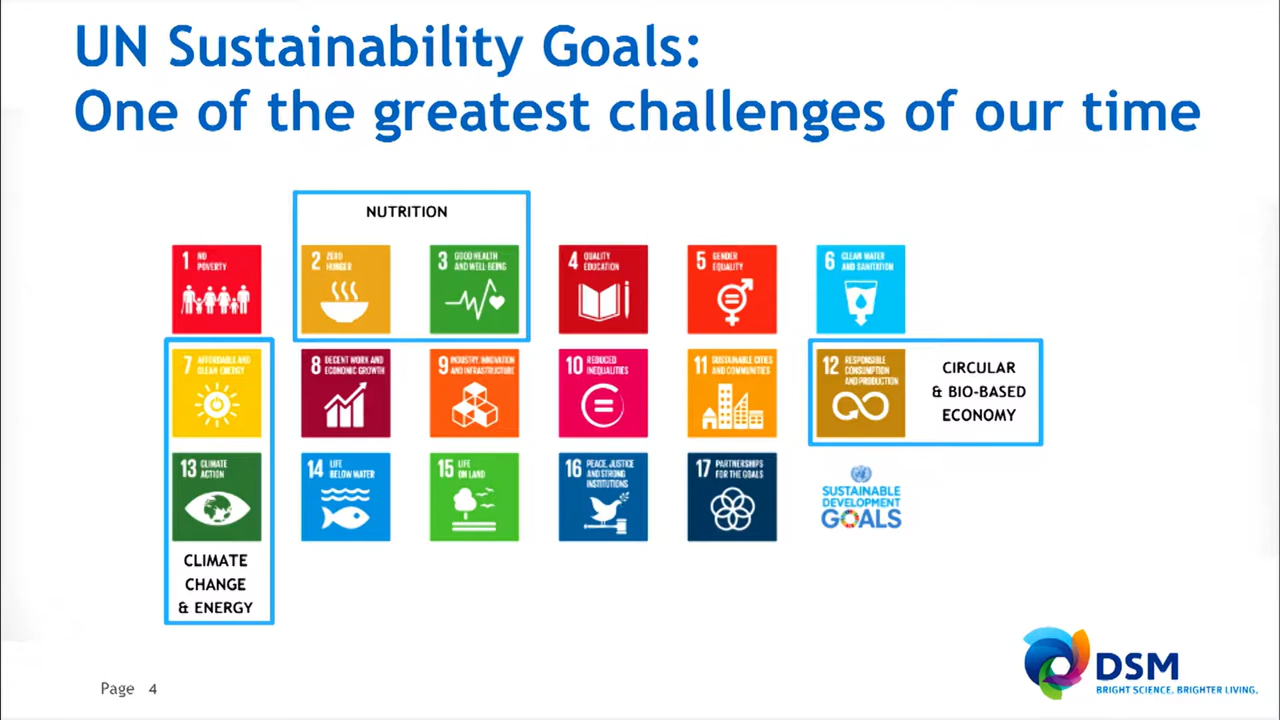 UN Sustainability Goals:
One of the greatest challenges of our time
NUTRITION
1 NO
POVERTY
2 ZERO
HUNGER
3 GOOD HEALTH
AND WELL-BEING
4 QUALITY
EDUCATION
5 GENDER
EQUALITY
6 CLEAN WATER
AND SANITATION
7 AFFORDABLE AND
CLEAN ENERGY
8 DECENT WORK AND
ECONOMIC GROWTH
9 INDUSTRY, INNOVATION
AND INFRASTRUCTURE
10 REDUCED
INEQUALITIES
11 SUSTAINABLE CITIES
AND COMMUNITIES
12 RESPONSIBLE
CONSUMPTION
AND PRODUCTION
CIRCULAR
& BIO-BASED
ECONOMY
13 CLIMATE
ACTION
14 LIFE
BELOW WATER
15 LIFE
ON LAND
16 PEACE, JUSTICE
AND STRONG
INSTITUTIONS
17 PARTNERSHIPS
FOR THE GOALS
SUSTAINABLE
DEVELOPMENT
GOALS
CLIMATE
CHANGE
& ENERGY
Page 4
DSM
BRIGHT SCIENCE. BRIGHTER LIVING.